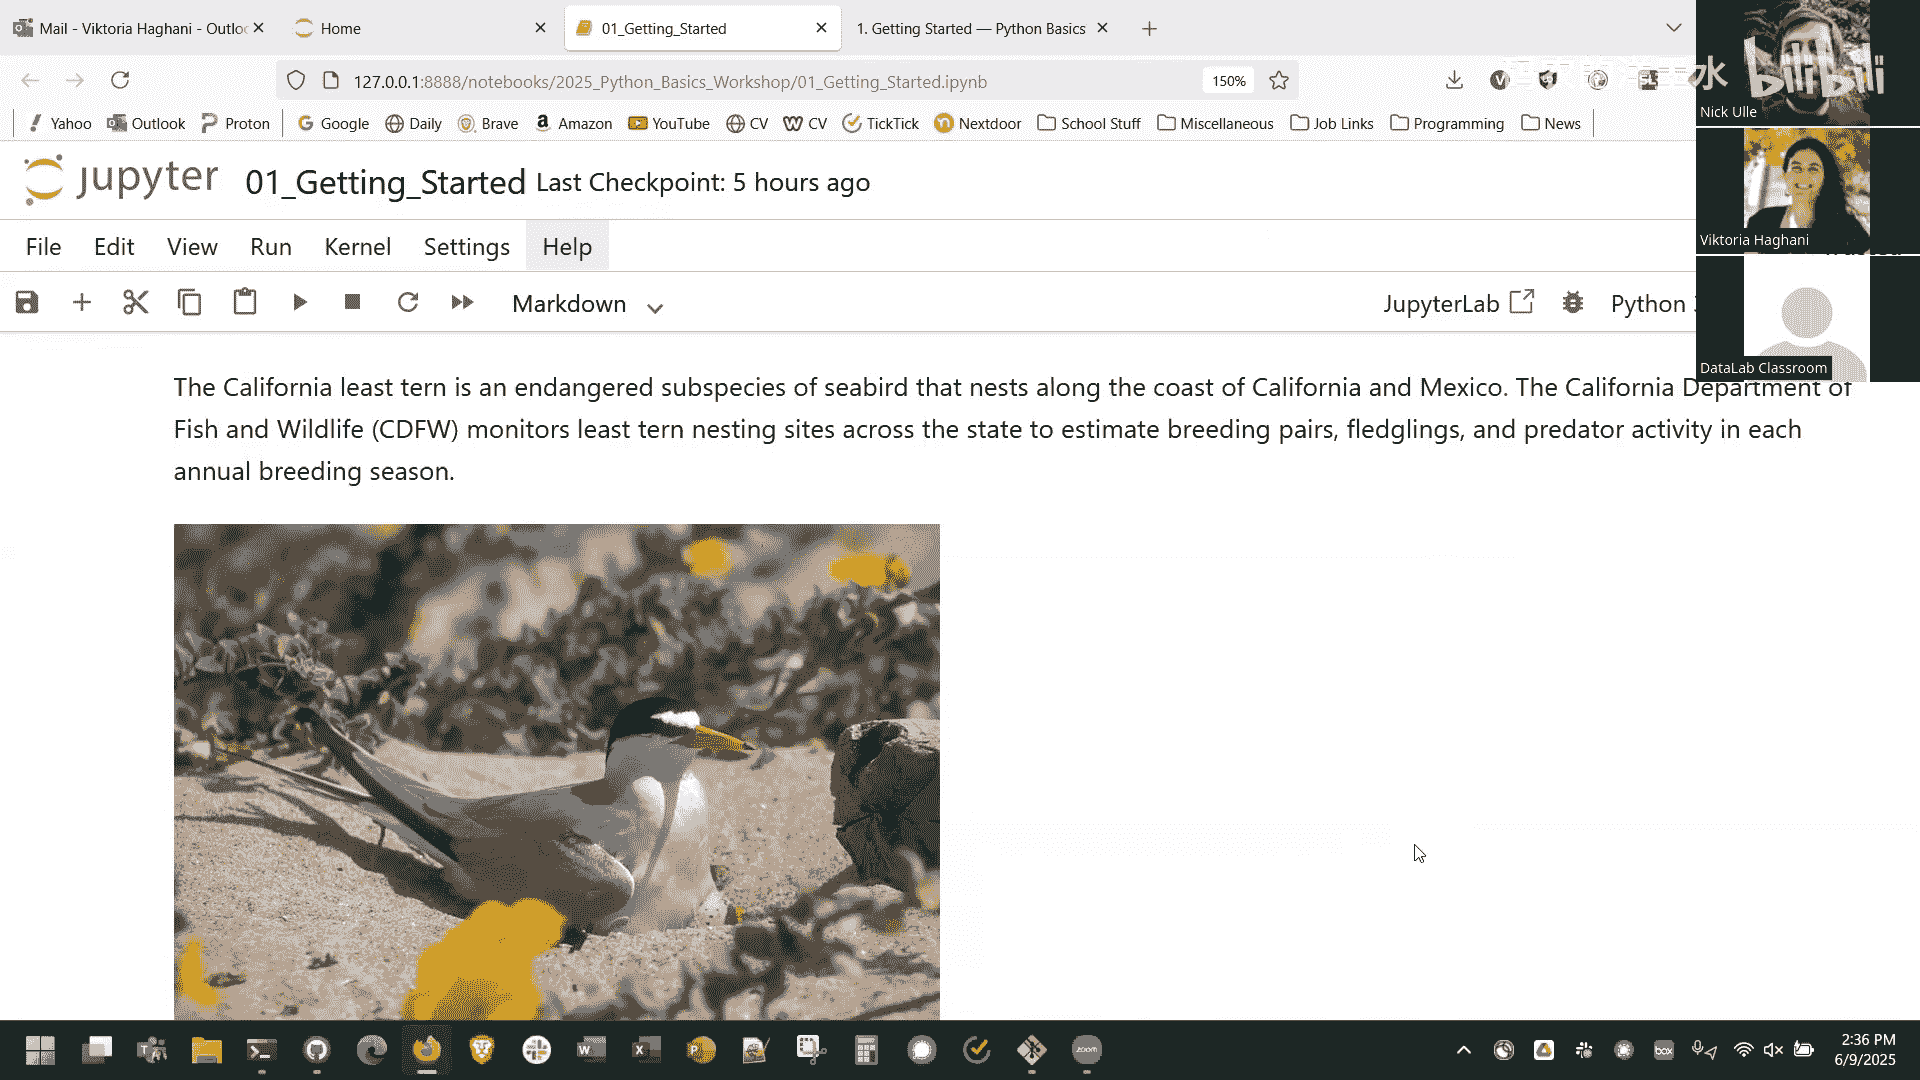 Mail - Viktoria Haghani - Outlo
Home
01_Getting_Started
1. Getting Started — Python Basics
127.0.0.1:8888/notebooks/2025_Python_Basics_Workshop/01_Getting_Started.ipynb
150%
Yahoo
Outlook
Proton
Google
Daily
Brave
Amazon
YouTube
CV
CV
TickTick
Nextdoor
School Stuff
Miscellaneous
Job Links
Programming
News
bilibili
Nick Ulle
Viktoria Haghani
DataLab Classroom
jupyter
01_Getting_Started Last Checkpoint: 5 hours ago
File Edit View Run Kernel Settings Help
Markdown
JupyterLab
Python
The California least tern is an endangered subspecies of seabird that nests along the coast of California and Mexico. The California Department of
Fish and Wildlife (CDFW) monitors least tern nesting sites across the state to estimate breeding pairs, fledglings, and predator activity in each
annual breeding season.
zoom
box
2:36 PM
6/9/2025